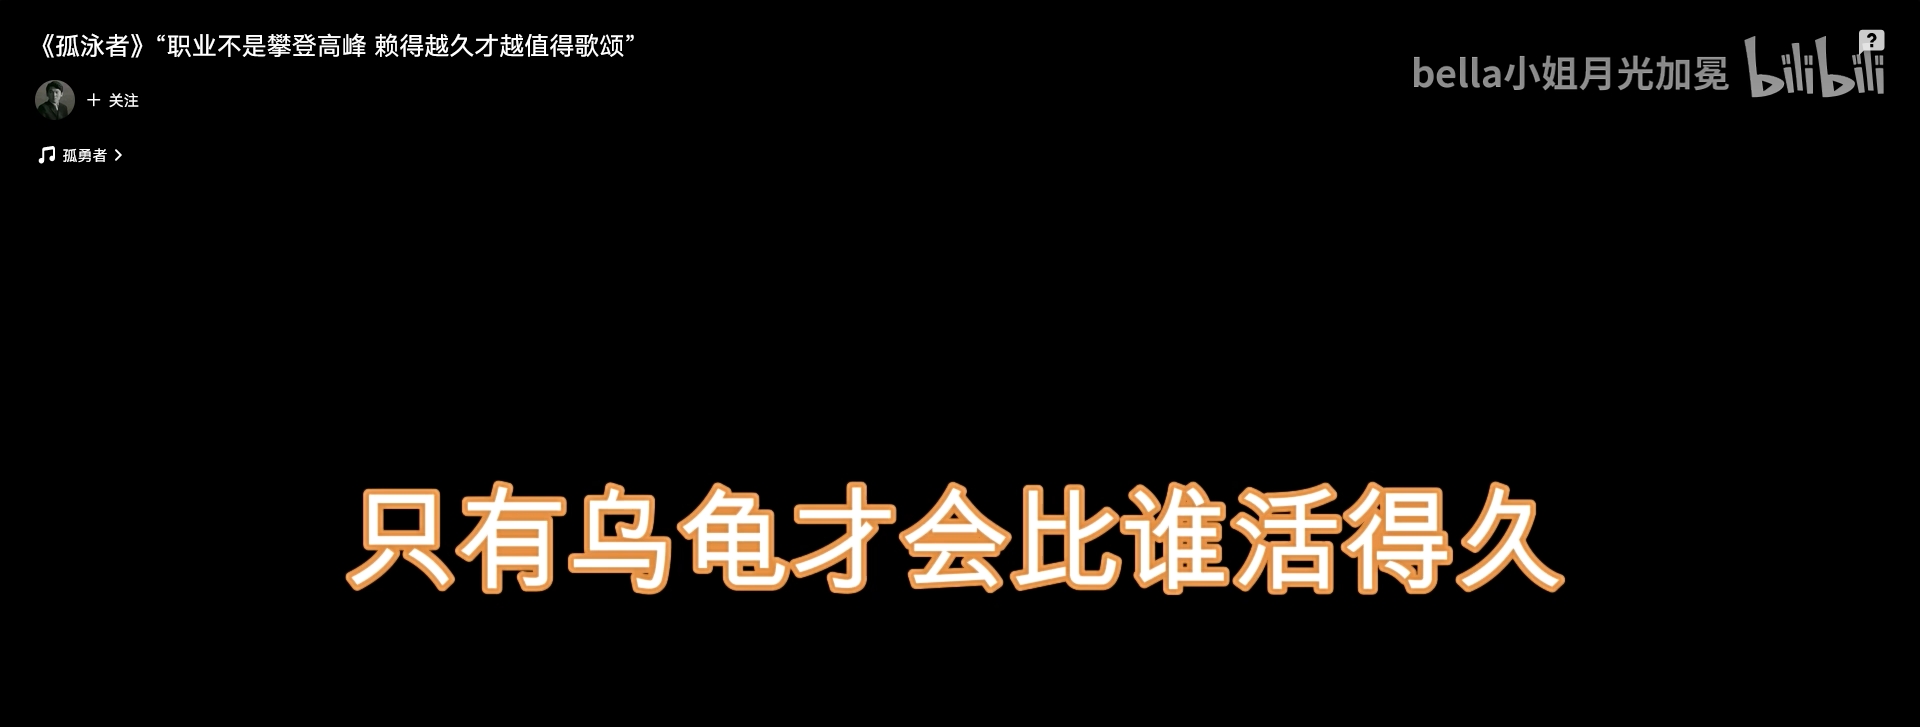 《孤泳者》“职业不是攀登高峰 赖得越久才越值得歌颂”
bella小姐月光加冕 bilibili
?
+ 关注
孤勇者 >
只有乌龟才会比谁活得久